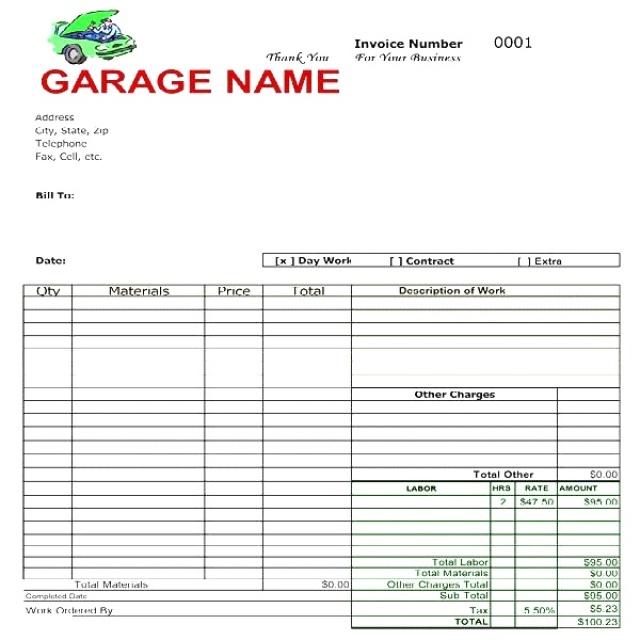 Invoice Number 0001
Thank You For Your Business
GARAGE NAME
Address
City, State, Zip
Telephone
Fax, Cell, etc.
Bill To:
Date: [x ] Day Work [ ] Contract [ ] Extra
Qty Materials Price Total Description of Work
Other Charges
Total Other $0.00
LABOR HRS RATE AMOUNT
2 $47.50 $95.00
Total Labor $95.00
Total Materials $0.00
Total Materials $0.00 Other Charges Total $0.00
Completed Date Sub Total $95.00
Work Ordered By Tax 5.50% $5.23
TOTAL $100.23